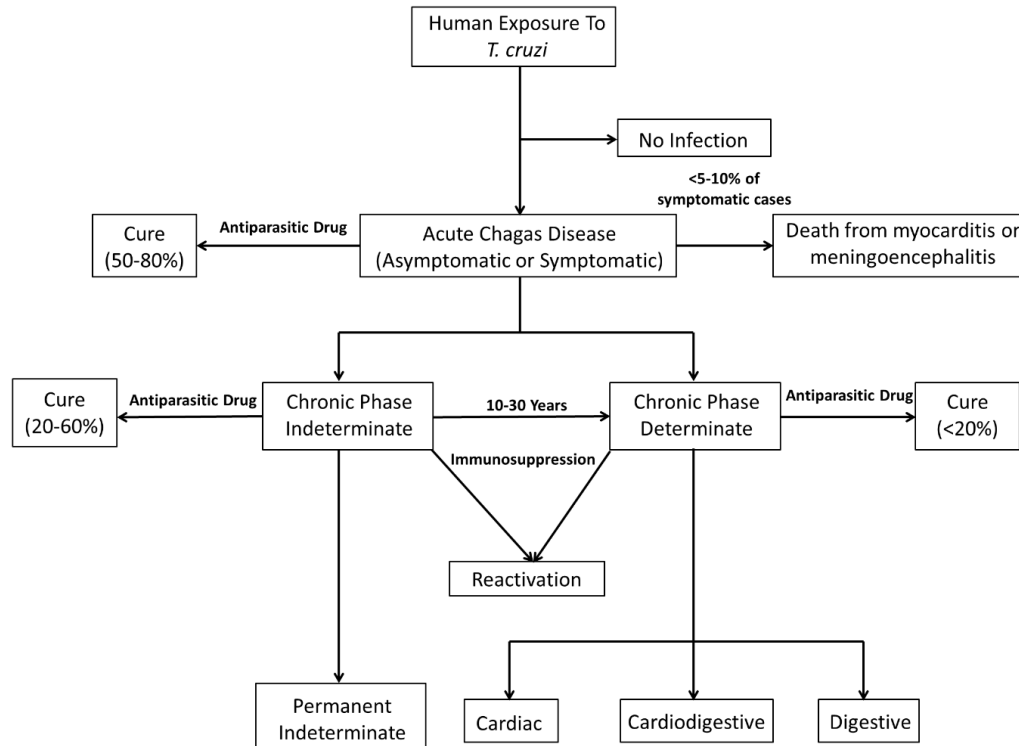 Human Exposure To
T. cruzi
No Infection
<5-10% of
symptomatic cases
Cure
(50-80%)
Antiparasitic Drug
Acute Chagas Disease
(Asymptomatic or Symptomatic)
Death from myocarditis or
meningoencephalitis
Cure
(20-60%)
Antiparasitic Drug
Chronic Phase
Indeterminate
10-30 Years
Chronic Phase
Determinate
Antiparasitic Drug
Cure
(<20%)
Immunosuppression
Reactivation
Permanent
Indeterminate
Cardiac
Cardiodigestive
Digestive